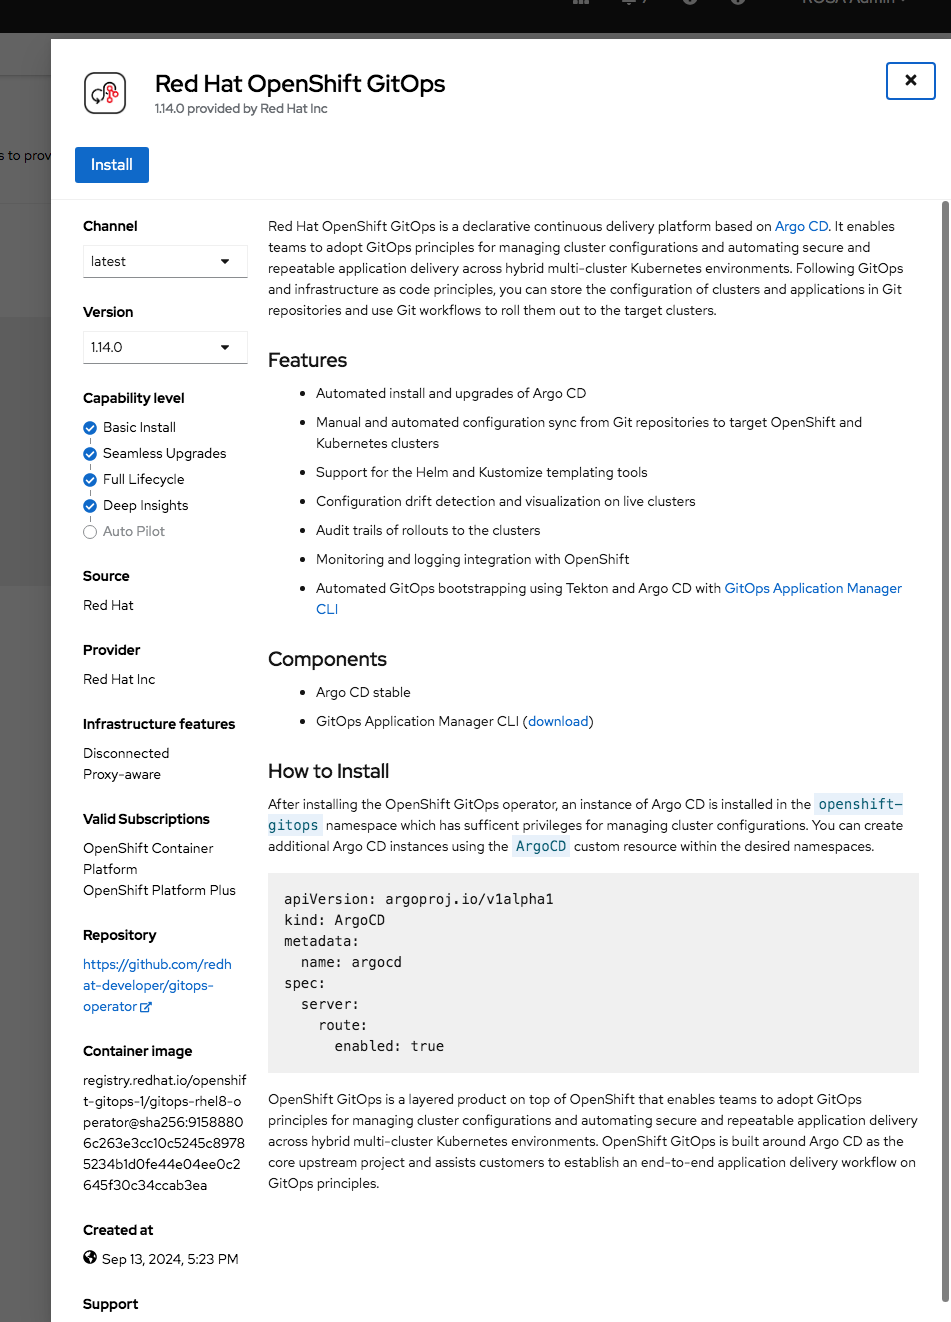 Red Hat OpenShift GitOps
1.14.0 provided by Red Hat Inc
s to prov
Install
Channel
latest
Version
1.14.0
Capability level
Basic Install
Seamless Upgrades
Full Lifecycle
Deep Insights
Auto Pilot
Source
Red Hat
Provider
Red Hat Inc
Infrastructure features
Disconnected
Proxy-aware
Valid Subscriptions
OpenShift Container
Platform
OpenShift Platform Plus
Repository
https://github.com/redh
at-developer/gitops-
operator
Container image
registry.redhat.io/openshif
t-gitops-1/gitops-rhel8-o
perator@sha256:9158880
6c263e3cc10c5245c8978
5234b1d0fe44e04ee0c2
645f30c34ccab3ea
Created at
Sep 13, 2024, 5:23 PM
Support
Red Hat OpenShift GitOps is a declarative continuous delivery platform based on Argo CD. It enables
teams to adopt GitOps principles for managing cluster configurations and automating secure and
repeatable application delivery across hybrid multi-cluster Kubernetes environments. Following GitOps
and infrastructure as code principles, you can store the configuration of clusters and applications in Git
repositories and use Git workflows to roll them out to the target clusters.
Features
Automated install and upgrades of Argo CD
Manual and automated configuration sync from Git repositories to target OpenShift and
Kubernetes clusters
Support for the Helm and Kustomize templating tools
Configuration drift detection and visualization on live clusters
Audit trails of rollouts to the clusters
Monitoring and logging integration with OpenShift
Automated GitOps bootstrapping using Tekton and Argo CD with GitOps Application Manager
CLI
Components
Argo CD stable
GitOps Application Manager CLI (download)
How to Install
After installing the OpenShift GitOps operator, an instance of Argo CD is installed in the openshift-
gitops namespace which has sufficent privileges for managing cluster configurations. You can create
additional Argo CD instances using the ArgoCD custom resource within the desired namespaces.
apiVersion: argoproj.io/v1alpha1
kind: ArgoCD
metadata:
  name: argocd
spec:
  server:
    route:
      enabled: true
OpenShift GitOps is a layered product on top of OpenShift that enables teams to adopt GitOps
principles for managing cluster configurations and automating secure and repeatable application delivery
across hybrid multi-cluster Kubernetes environments. OpenShift GitOps is built around Argo CD as the
core upstream project and assists customers to establish an end-to-end application delivery workflow on
GitOps principles.